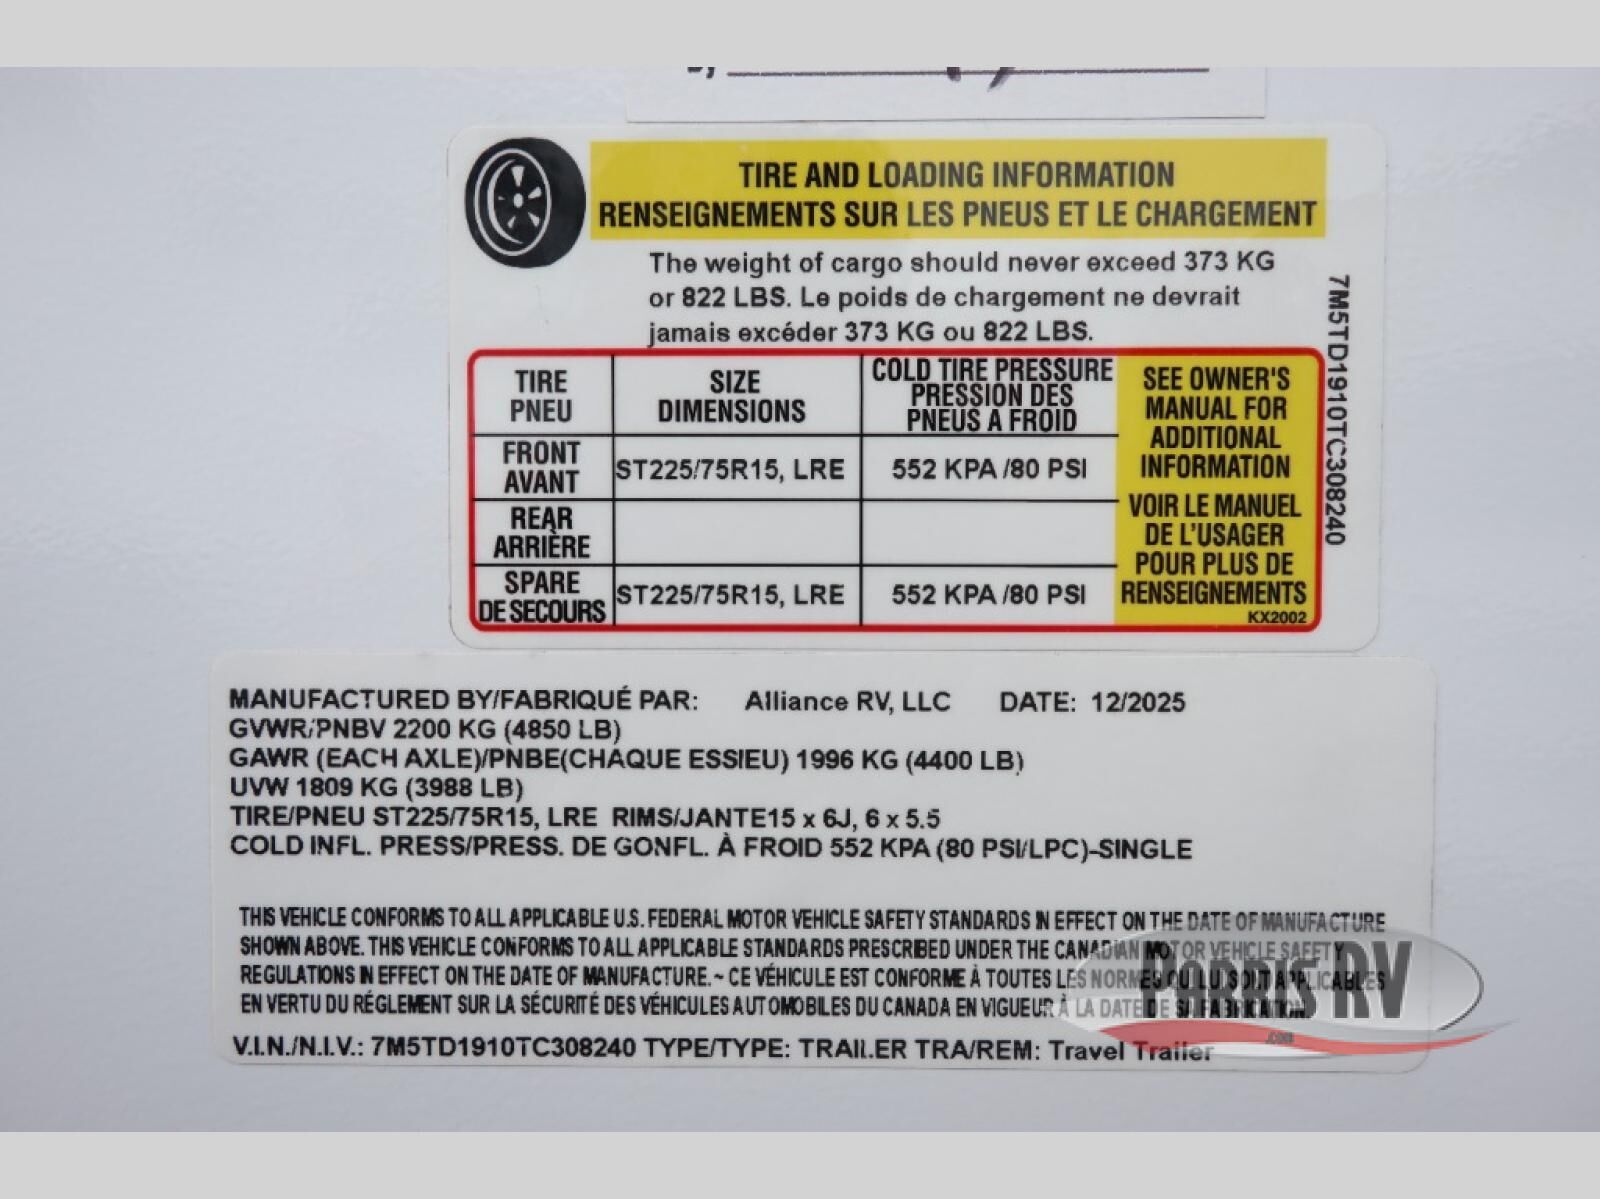 TIRE AND LOADING INFORMATION
RENSEIGNEMENTS SUR LES PNEUS ET LE CHARGEMENT
The weight of cargo should never exceed 373 KG
or 822 LBS. Le poids de chargement ne devrait
jamais excéder 373 KG ou 822 LBS.
TIRE
PNEU
SIZE
DIMENSIONS
COLD TIRE PRESSURE
PRESSION DES
PNEUS A FROID
FRONT
AVANT
ST225/75R15, LRE
552 KPA /80 PSI
REAR
ARRIÈRE
SPARE
DE SECOURS
ST225/75R15, LRE
552 KPA /80 PSI
SEE OWNER'S
MANUAL FOR
ADDITIONAL
INFORMATION
VOIR LE MANUEL
DE L'USAGER
POUR PLUS DE
RENSEIGNEMENTS
KX2002
7M5TD1910TC308240
MANUFACTURED BY/FABRIQUÉ PAR: Alliance RV, LLC DATE: 12/2025
GVWR/PNBV 2200 KG (4850 LB)
GAWR (EACH AXLE)/PNBE(CHAQUE ESSIEU) 1996 KG (4400 LB)
UVW 1809 KG (3988 LB)
TIRE/PNEU ST225/75R15, LRE RIMS/JANTE15 x 6J, 6 x 5.5
COLD INFL. PRESS/PRESS. DE GONFL. À FROID 552 KPA (80 PSI/LPC)-SINGLE
THIS VEHICLE CONFORMS TO ALL APPLICABLE U.S. FEDERAL MOTOR VEHICLE SAFETY STANDARDS IN EFFECT ON THE DATE OF MANUFACTURE
SHOWN ABOVE. THIS VEHICLE CONFORMS TO ALL APPLICABLE STANDARDS PRESCRIBED UNDER THE CANADIAN MOTOR VEHICLE SAFETY
REGULATIONS IN EFFECT ON THE DATE OF MANUFACTURE. ~ CE VÉHICULE EST CONFORME À TOUTES LES NORMES QUI LUI SONT APPLICABLES
EN VERTU DU RÉGLEMENT SUR LA SÉCURITÉ DES VÉHICULES AUTOMOBILES DU CANADA EN VIGUEUR À LA DATE DE SA FABRICATION.
V.I.N./N.I.V.: 7M5TD1910TC308240 TYPE/TYPE: TRAILER TRA/REM: Travel Trailer
PARRIS RV
.COM